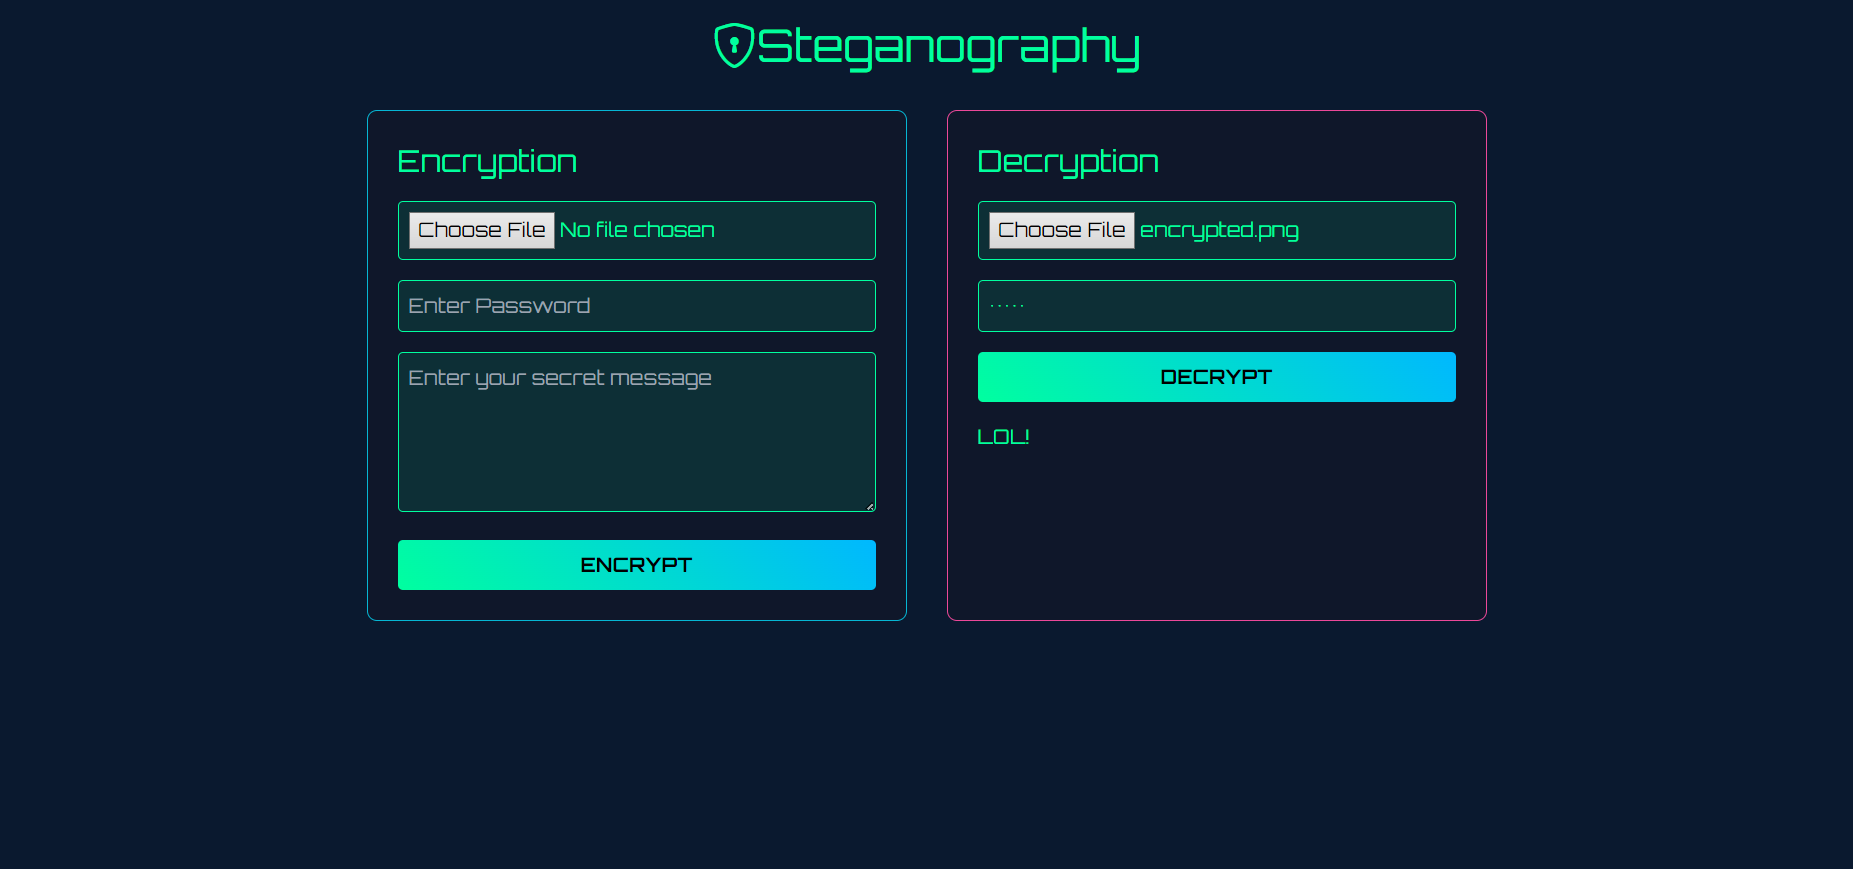 Steganography
Encryption
Choose File No file chosen
Enter Password
Enter your secret message
ENCRYPT
Decryption
Choose File encrypted.png
·····
DECRYPT
LOL!